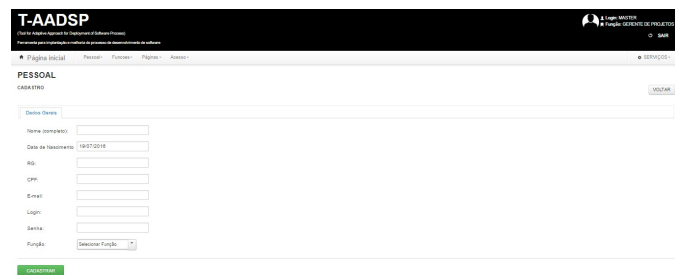 T-AADSP
(Tool for Adaptive Approach for Deployment of Software Process)
Ferramenta para implantação e melhoria do processo de desenvolvimento de software
Login: MASTER
Função: GERENTE DE PROJETOS
SAIR
Página inicial Pessoal Funcoes Páginas Acesso SERVIÇOS
PESSOAL
CADASTRO
VOLTAR
Dados Gerais
Nome (completo):
Data de Nascimento 19/07/2016
RG:
CPF:
E-mail:
Login:
Senha:
Função: Selecionar Função
CADASTRAR